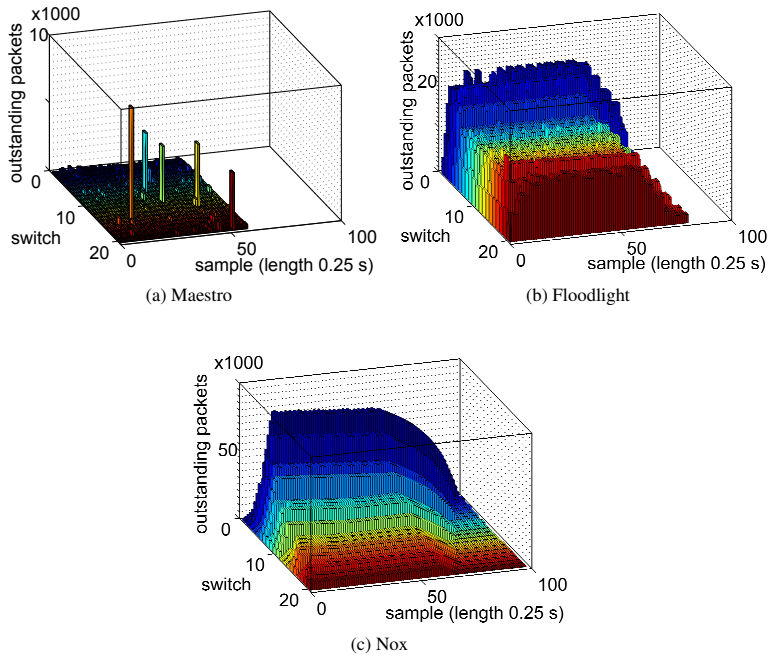 x1000
10
outstanding packets
0
10
switch
20
0
50
100
sample (length 0.25 s)
(a) Maestro
x1000
20
outstanding packets
0
10
switch
20
0
50
100
sample (length 0.25 s)
(b) Floodlight
x1000
50
outstanding packets
0
10
switch
20
0
50
100
sample (length 0.25 s)
(c) Nox